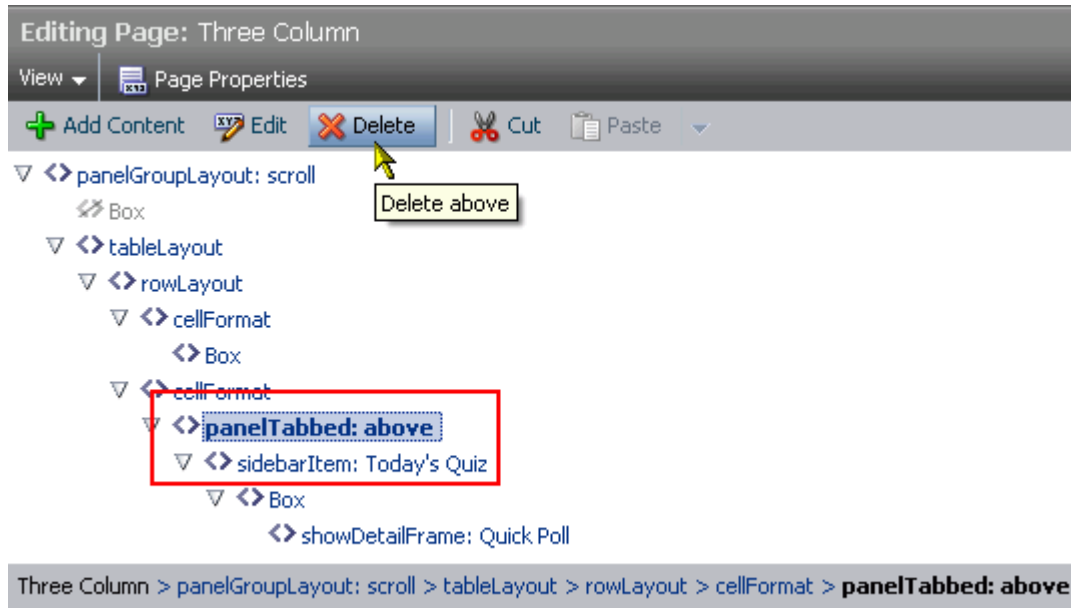 Editing Page: Three Column
View Page Properties
Add Content Edit Delete Cut Paste
panelGroupLayout: scroll
Delete above
Box
tableLayout
rowLayout
cellFormat
Box
cellFormat
panelTabbed: above
sidebarItem: Today's Quiz
Box
showDetailFrame: Quick Poll
Three Column > panelGroupLayout: scroll > tableLayout > rowLayout > cellFormat > panelTabbed: above